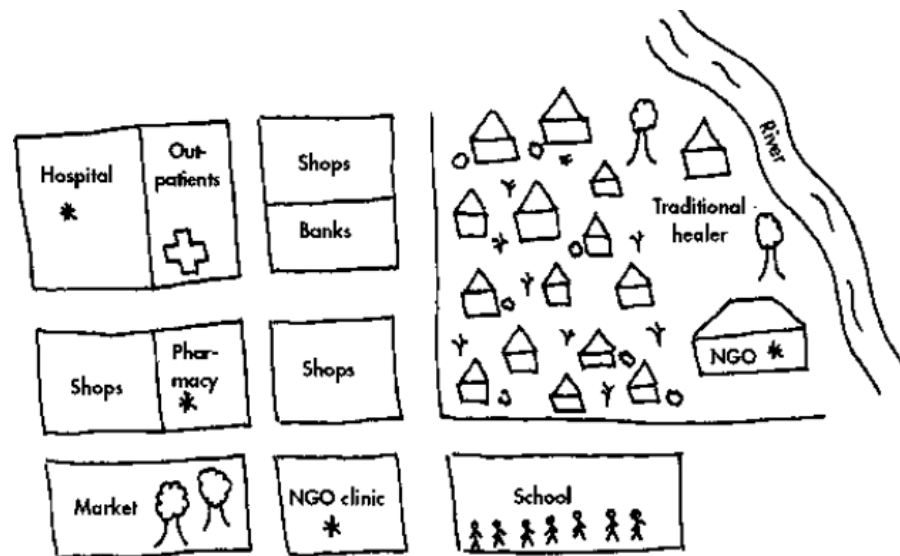 Hospital
Out-
patients
Shops
Banks
River
Traditional
healer
Shops
Phar-
macy
Shops
NGO
Market
NGO clinic
School